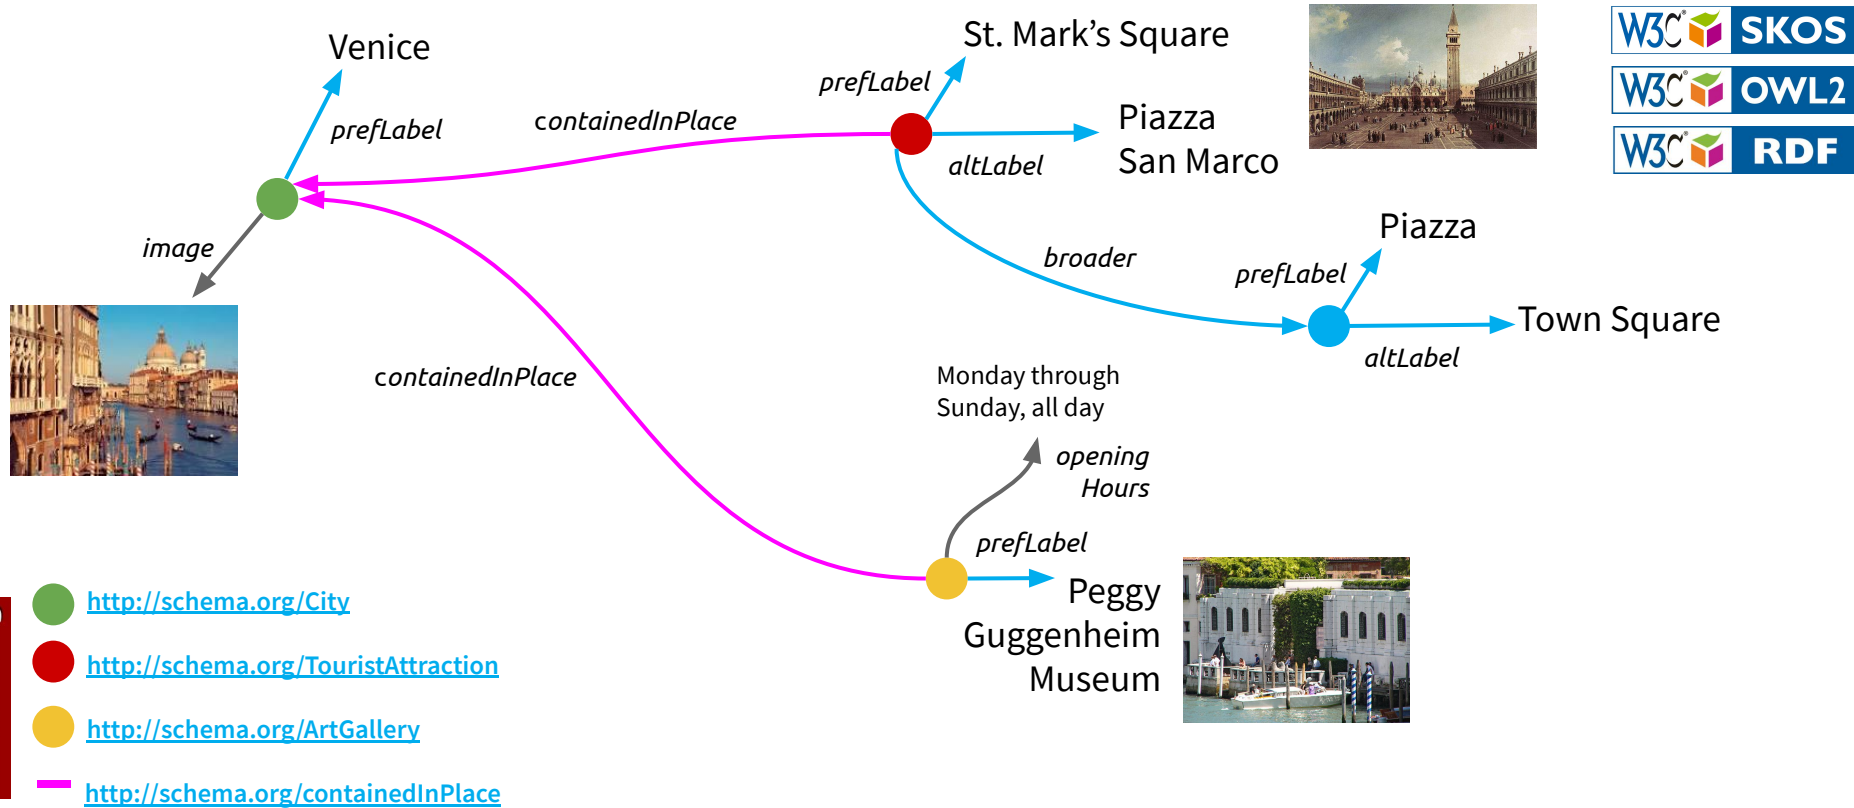 Venice
prefLabel
image
containedInPlace
containedInPlace
St. Mark's Square
prefLabel
Piazza
San Marco
altLabel
broader
Piazza
prefLabel
Town Square
altLabel
Monday through
Sunday, all day
opening
Hours
prefLabel
Peggy
Guggenheim
Museum
W3C® SKOS
W3C® OWL2
W3C® RDF
http://schema.org/City
http://schema.org/TouristAttraction
http://schema.org/ArtGallery
http://schema.org/containedInPlace